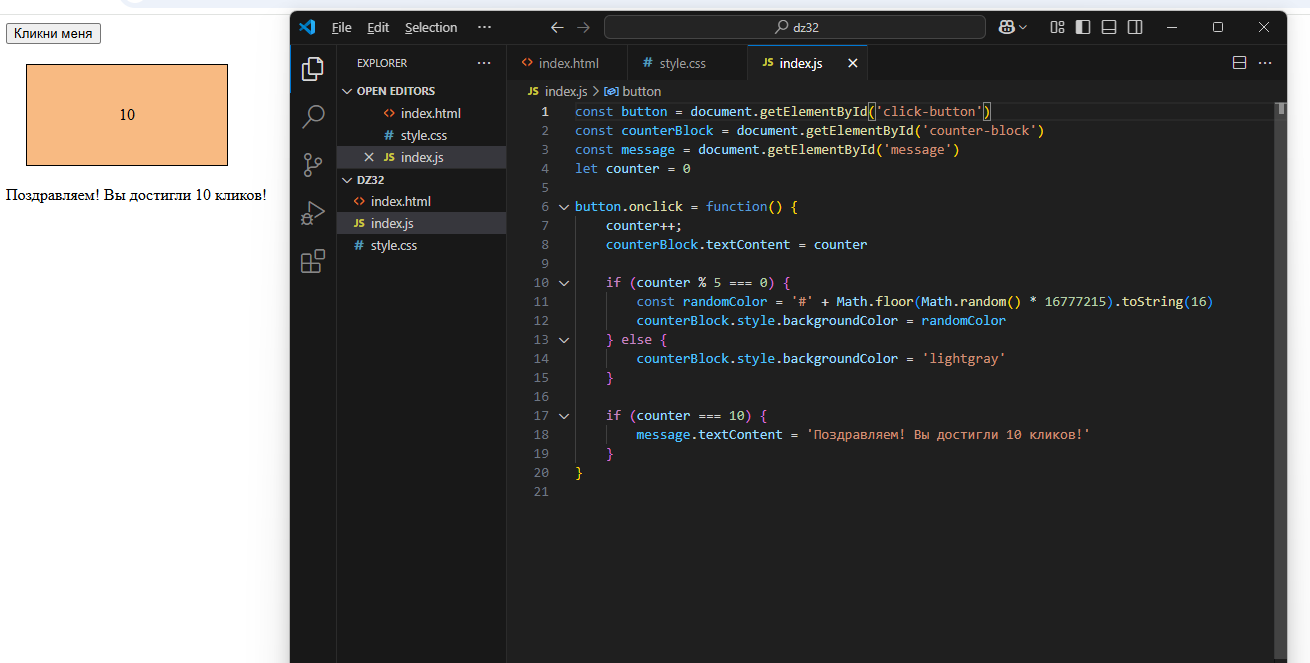 Кликни меня
10
Поздравляем! Вы достигли 10 кликов!
File Edit Selection ···
dz32
EXPLORER ···
OPEN EDITORS
index.html
# style.css
JS index.js
DZ32
index.html
JS index.js
# style.css
index.html
# style.css
JS index.js
JS index.js > button
1 const button = document.getElementById('click-button')
2 const counterBlock = document.getElementById('counter-block')
3 const message = document.getElementById('message')
4 let counter = 0
5
6 button.onclick = function() {
7 counter++;
8 counterBlock.textContent = counter
9
10 if (counter % 5 === 0) {
11 const randomColor = '#' + Math.floor(Math.random() * 16777215).toString(16)
12 counterBlock.style.backgroundColor = randomColor
13 } else {
14 counterBlock.style.backgroundColor = 'lightgray'
15 }
16
17 if (counter === 10) {
18 message.textContent = 'Поздравляем! Вы достигли 10 кликов!'
19 }
20 }
21